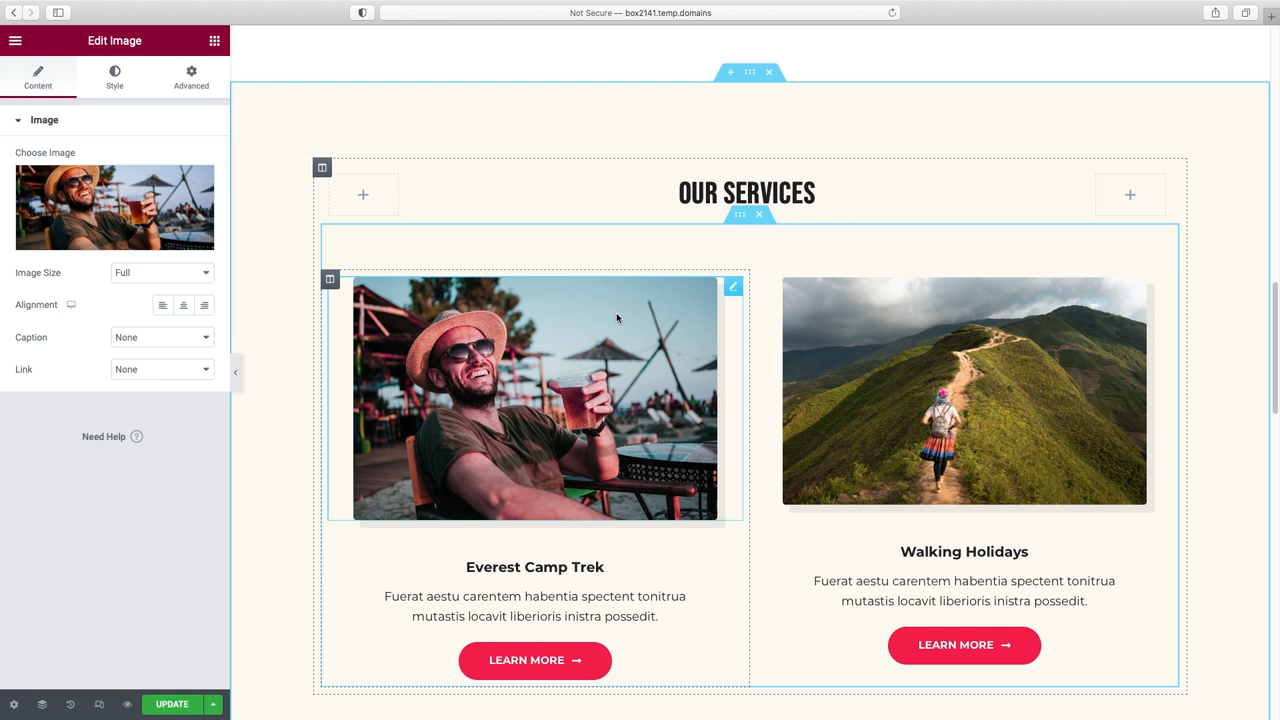 Not Secure — box2141.temp.domains
Edit Image
Content
Style
Advanced
Image
Choose Image
Image Size
Full
Alignment
Caption
None
Link
None
Need Help
UPDATE
OUR SERVICES
Everest Camp Trek
Fuerat aestu carentem habentia spectent tonitrua
mutastis locavit liberioris inistra possedit.
LEARN MORE
Walking Holidays
Fuerat aestu carentem habentia spectent tonitrua
mutastis locavit liberioris inistra possedit.
LEARN MORE